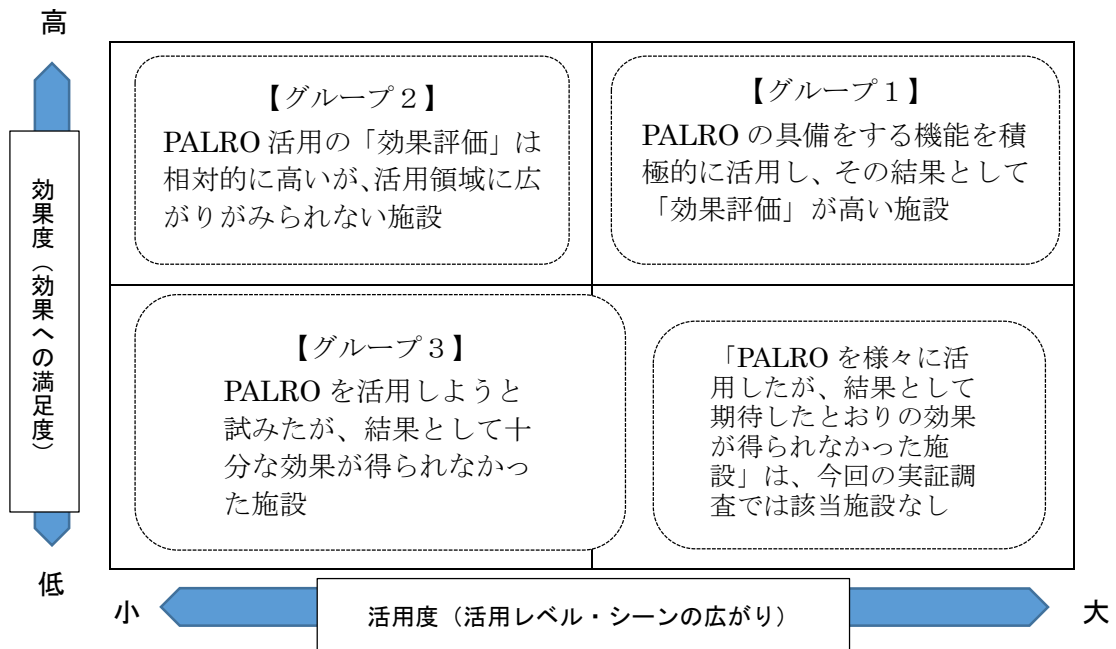 高
【グループ２】
PALRO 活用の「効果評価」は
相対的に高いが、活用領域に広
がりがみられない施設
【グループ１】
PALRO の具備をする機能を積
極的に活用し、その結果として
「効果評価」が高い施設
効果度（効果への満足度）
【グループ３】
PALRO を活用しようと
試みたが、結果として十
分な効果が得られなかっ
た施設
「PALRO を様々に活
用したが、結果として
期待したとおりの効果
が得られなかった施
設」は、今回の実証調
査では該当施設なし
低
小
活用度（活用レベル・シーンの広がり）
大